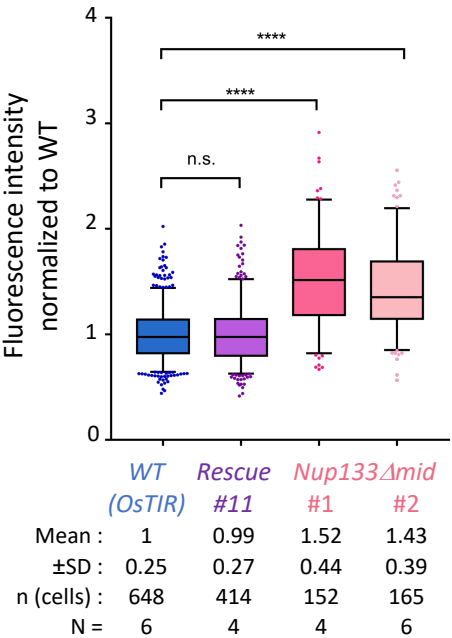 Fluorescence intensity
normalized to WT
4
3
2
1
0
****
****
n.s.
WT Rescue Nup133Δmid
(OsTIR) #11 #1 #2
Mean : 1 0.99 1.52 1.43
±SD : 0.25 0.27 0.44 0.39
n (cells) : 648 414 152 165
N = 6 4 4 6